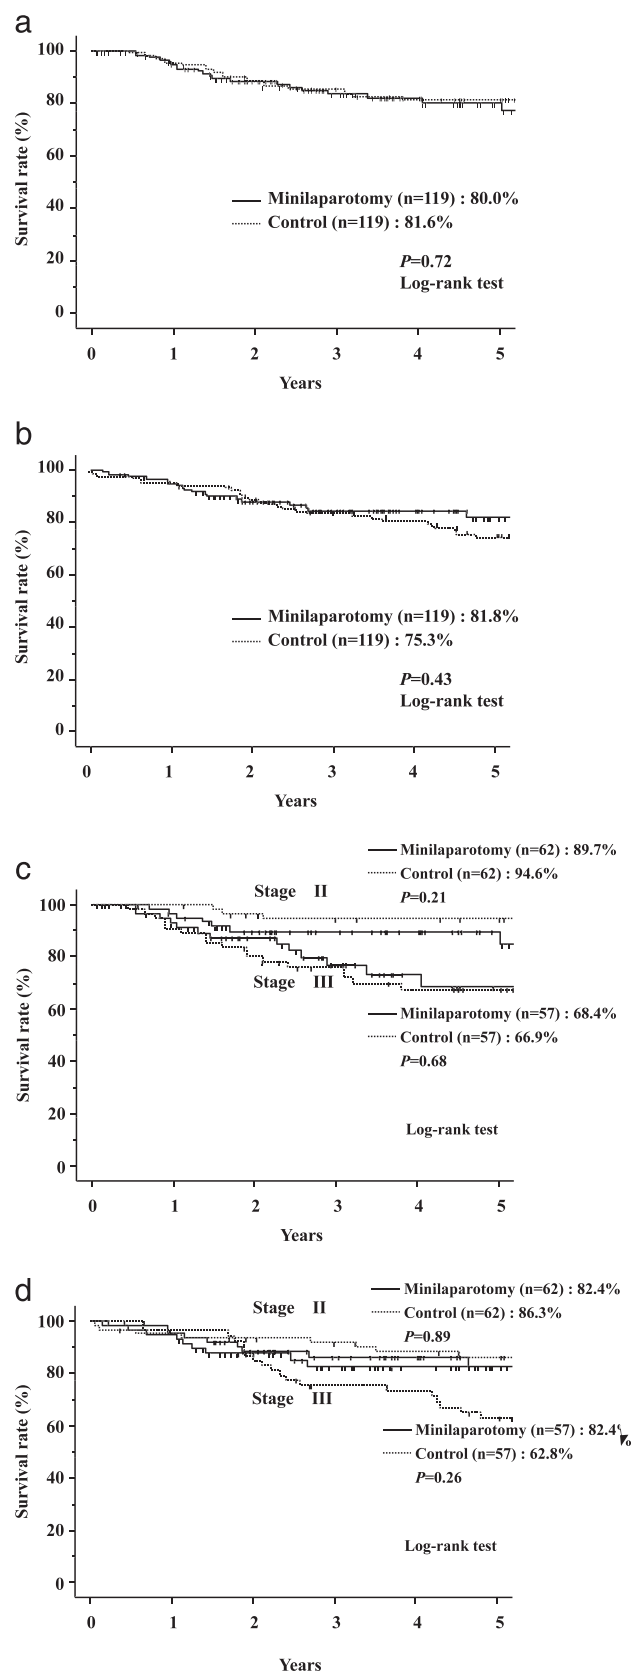 a
100
80
60
40
20
0
Survival rate (%)
Minilaparotomy (n=119) : 80.0%
Control (n=119) : 81.6%
P=0.72
Log-rank test
0 1 2 3 4 5
Years
b
100
80
60
40
20
0
Survival rate (%)
Minilaparotomy (n=119) : 81.8%
Control (n=119) : 75.3%
P=0.43
Log-rank test
0 1 2 3 4 5
Years
c
Minilaparotomy (n=62) : 89.7%
Control (n=62) : 94.6%
P=0.21
Stage II
100
80
60
40
20
0
Survival rate (%)
Stage III
Minilaparotomy (n=57) : 68.4%
Control (n=57) : 66.9%
P=0.68
Log-rank test
0 1 2 3 4 5
Years
d
Minilaparotomy (n=62) : 82.4%
Control (n=62) : 86.3%
P=0.89
Stage II
100
80
60
40
20
0
Survival rate (%)
Stage III
Minilaparotomy (n=57) : 82.4%
Control (n=57) : 62.8%
P=0.26
Log-rank test
0 1 2 3 4 5
Years